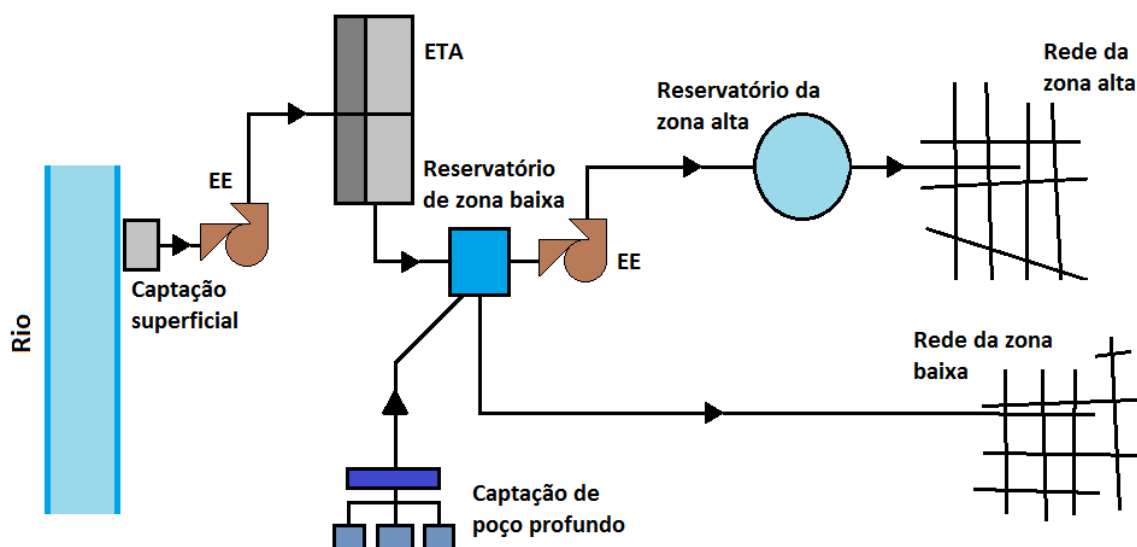 ETA
Rede da
zona alta
Reservatório da
zona alta
EE
Reservatório
de zona baixa
EE
Captação
superficial
Rio
Rede da zona
baixa
Captação de
poço profundo